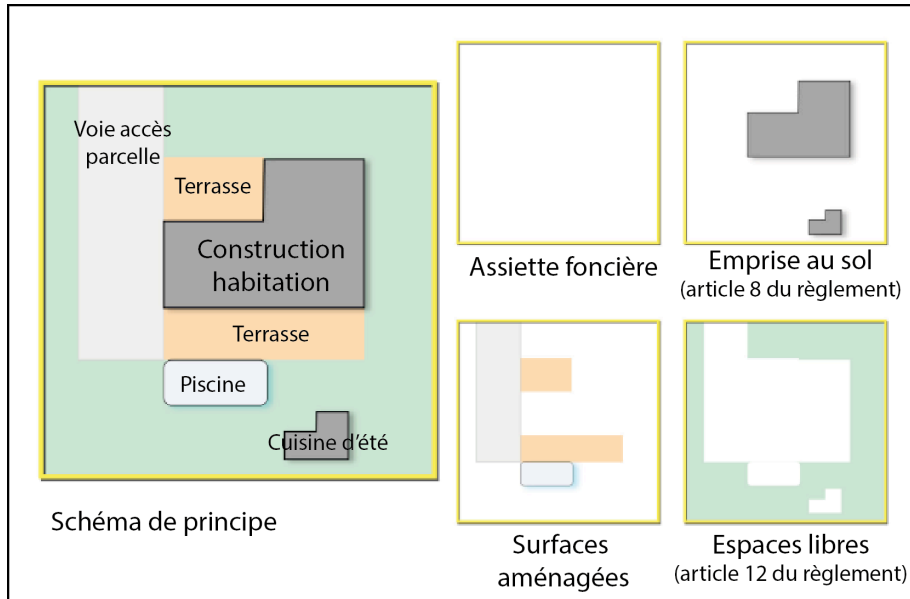 Voie accès
parcelle
Terrasse
Construction
habitation
Terrasse
Piscine
Cuisine d'été
Schéma de principe
Assiette foncière
Emprise au sol
(article 8 du règlement)
Surfaces
aménagées
Espaces libres
(article 12 du règlement)